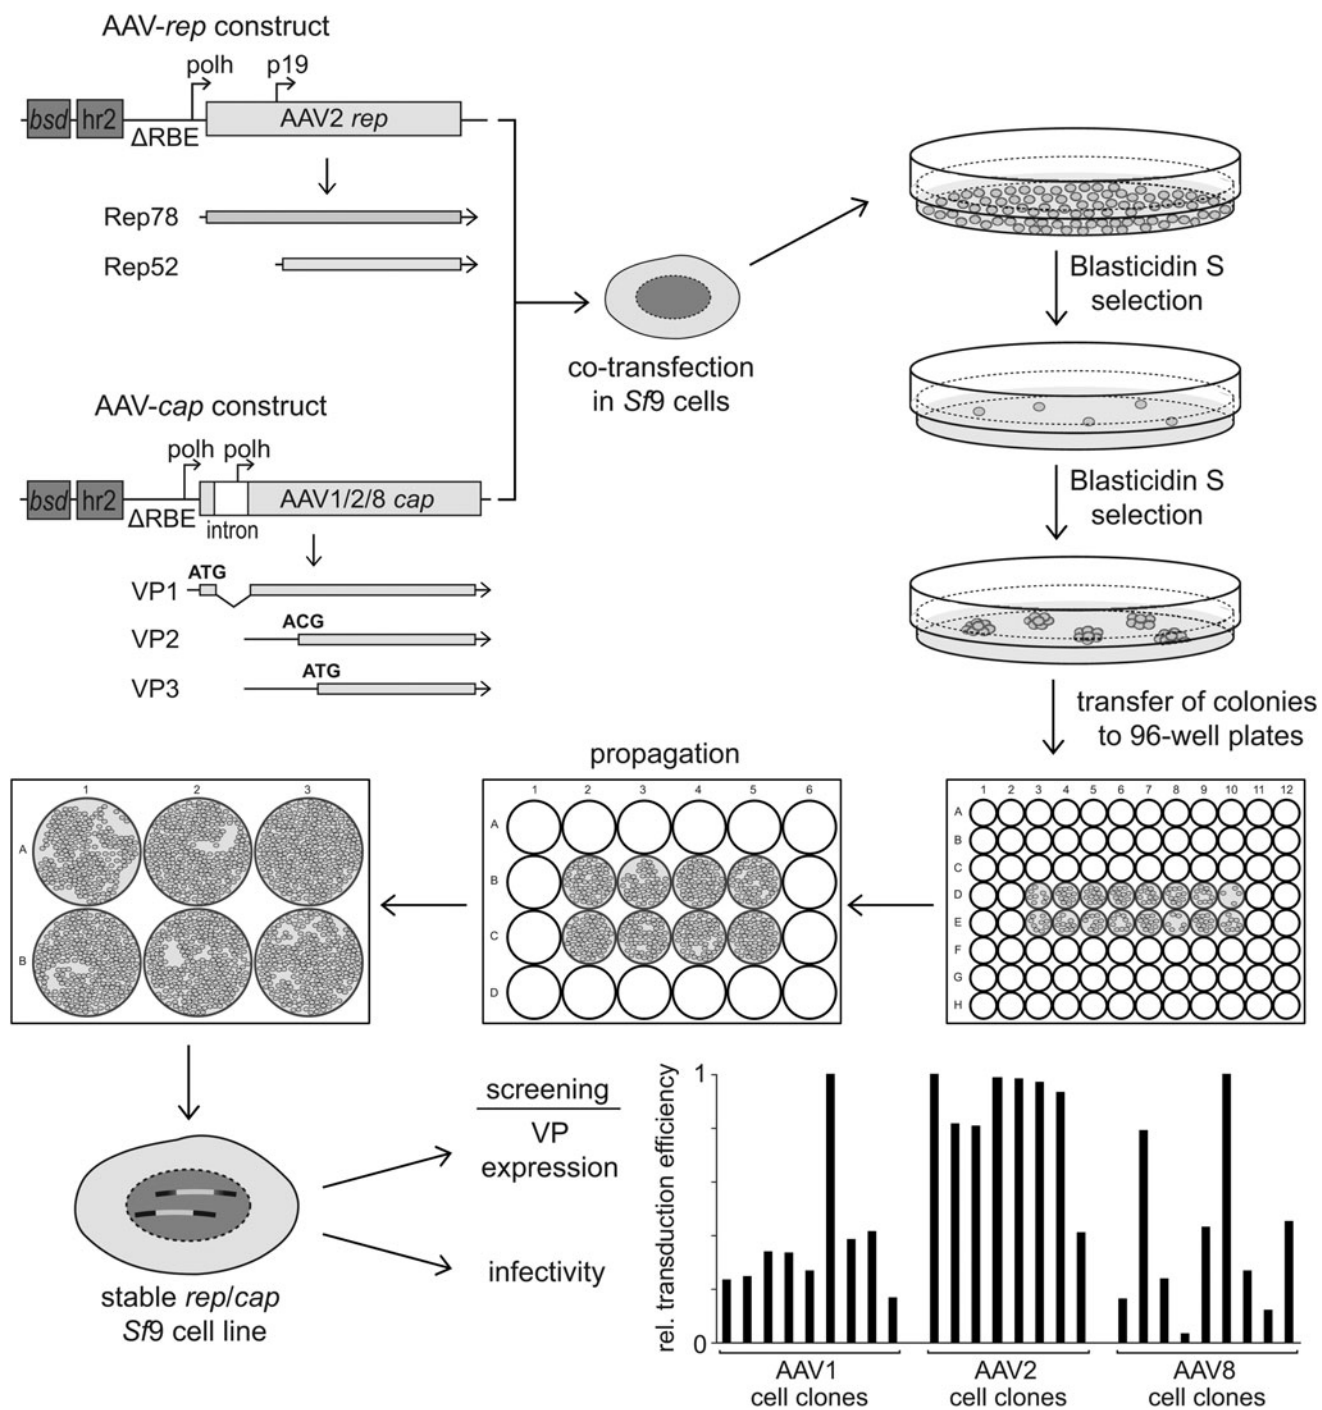 AAV-rep construct
polh p19
bsd hr2 ΔRBE AAV2 rep
Rep78
Rep52
AAV-cap construct
polh polh
bsd hr2 ΔRBE intron AAV1/2/8 cap
ATG
VP1
ACG
VP2
ATG
VP3
co-transfection
in Sf9 cells
Blasticidin S
selection
Blasticidin S
selection
transfer of colonies
to 96-well plates
propagation
1 2 3
A
B
1 2 3 4 5 6
A
B
C
D
1 2 3 4 5 6 7 8 9 10 11 12
A
B
C
D
E
F
G
H
stable rep/cap
Sf9 cell line
screening
VP
expression
infectivity
rel. transduction efficiency
1
0
AAV1
cell clones
AAV2
cell clones
AAV8
cell clones